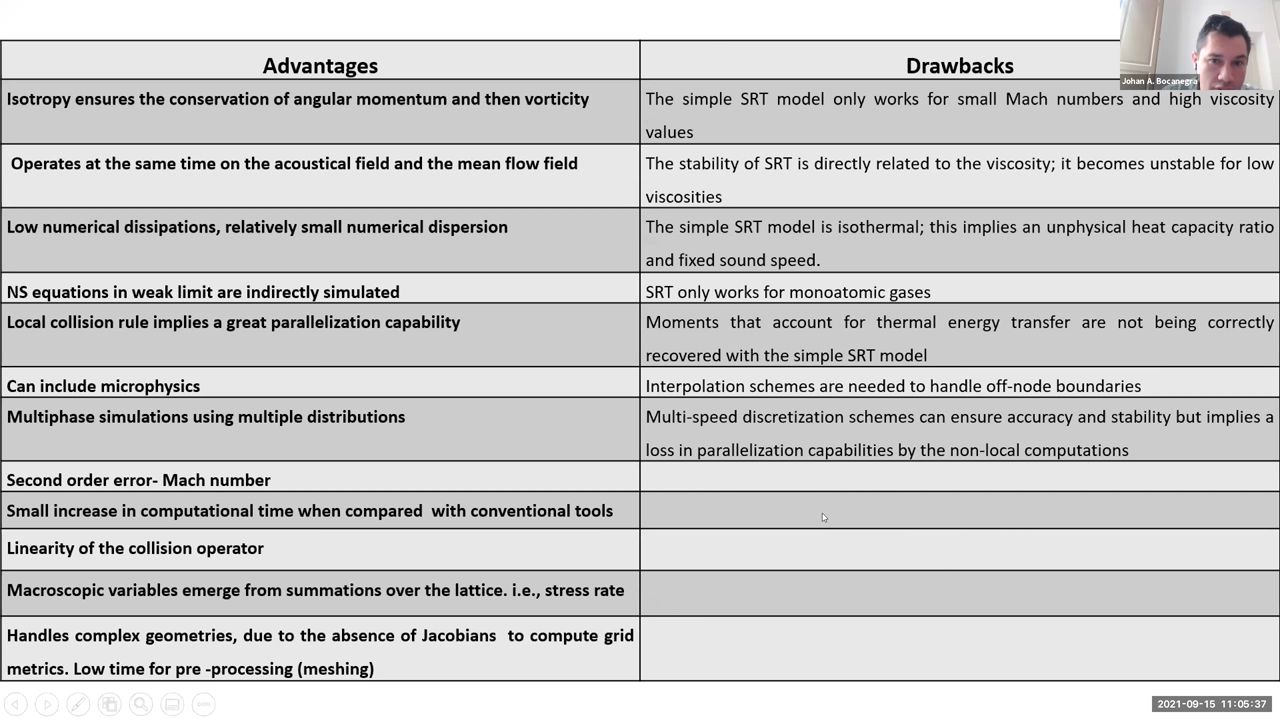 Advantages
Drawbacks
Johan A. Bocanegra
Isotropy ensures the conservation of angular momentum and then vorticity
The simple SRT model only works for small Mach numbers and high viscosity
values
Operates at the same time on the acoustical field and the mean flow field
The stability of SRT is directly related to the viscosity; it becomes unstable for low
viscosities
Low numerical dissipations, relatively small numerical dispersion
The simple SRT model is isothermal; this implies an unphysical heat capacity ratio
and fixed sound speed.
NS equations in weak limit are indirectly simulated
SRT only works for monoatomic gases
Local collision rule implies a great parallelization capability
Moments that account for thermal energy transfer are not being correctly
recovered with the simple SRT model
Can include microphysics
Interpolation schemes are needed to handle off-node boundaries
Multiphase simulations using multiple distributions
Multi-speed discretization schemes can ensure accuracy and stability but implies a
loss in parallelization capabilities by the non-local computations
Second order error- Mach number
Small increase in computational time when compared with conventional tools
Linearity of the collision operator
Macroscopic variables emerge from summations over the lattice. i.e., stress rate
Handles complex geometries, due to the absence of Jacobians to compute grid
metrics. Low time for pre -processing (meshing)
2021-09-15 11:05:37